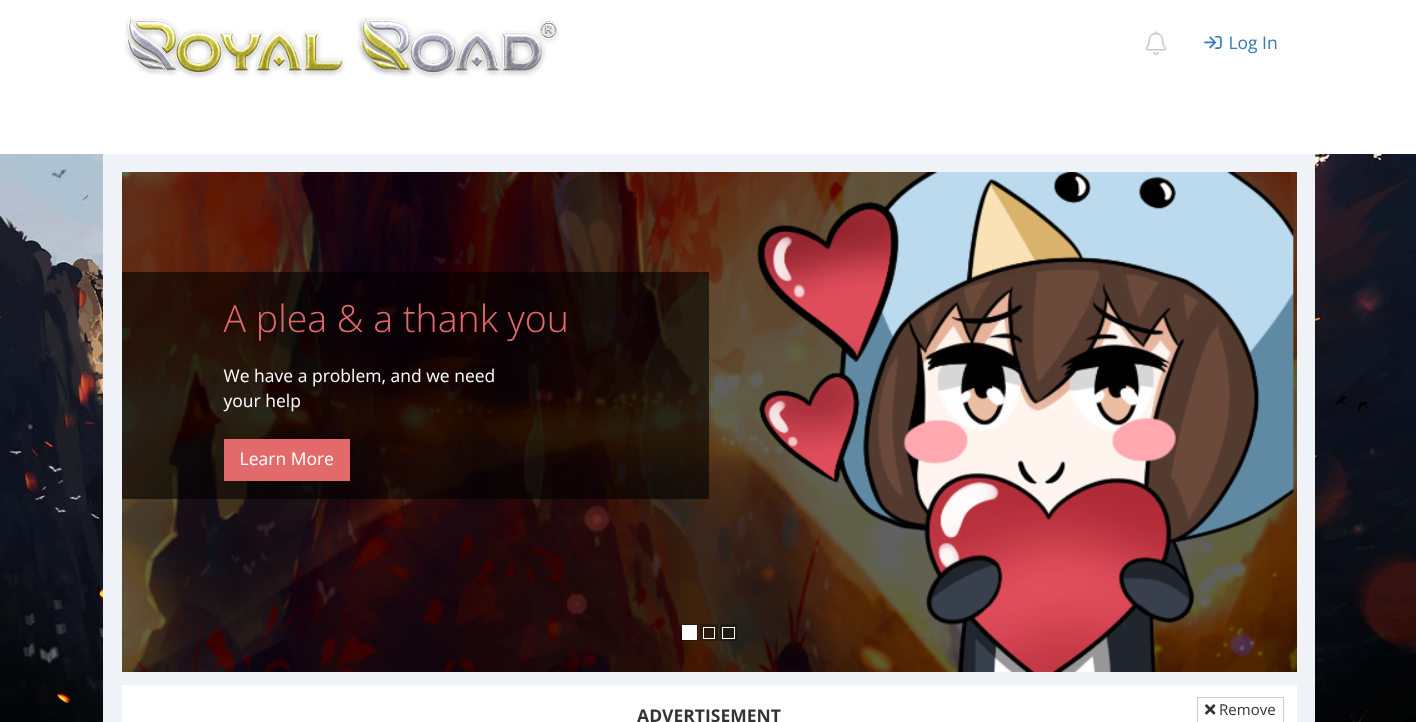 ROYAL ROAD®
Log In
A plea & a thank you
We have a problem, and we need
your help
Learn More
ADVERTISEMENT
Remove